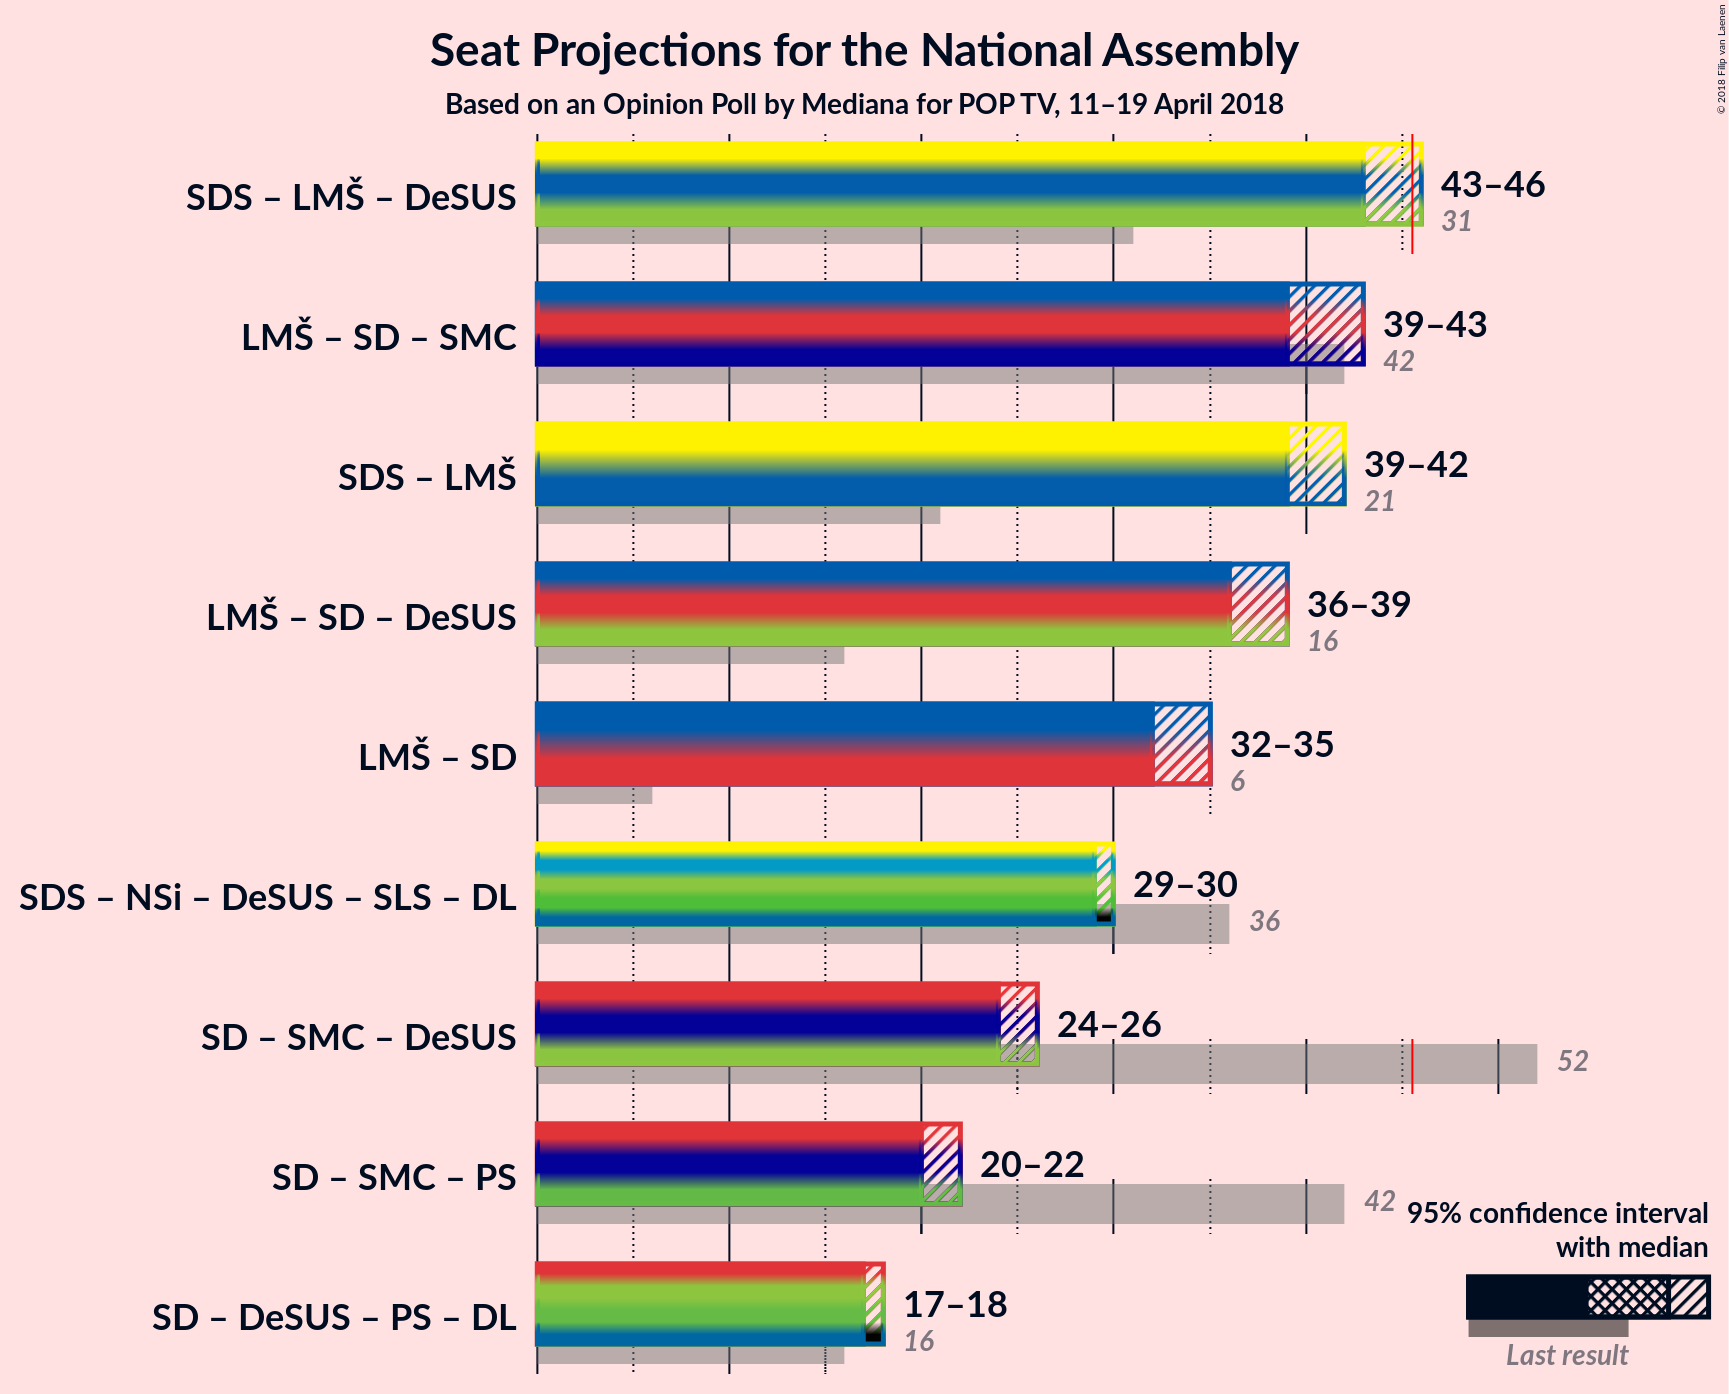 Seat Projections for the National Assembly
Based on an Opinion Poll by Mediana for POP TV, 11–19 April 2018
© 2018 Filip van Laenen
SDS – LMŠ – DeSUS
43–46
31
LMŠ – SD – SMC
39–43
42
SDS – LMŠ
39–42
21
LMŠ – SD – DeSUS
36–39
16
LMŠ – SD
32–35
6
SDS – NSi – DeSUS – SLS – DL
29–30
36
SD – SMC – DeSUS
24–26
52
SD – SMC – PS
20–22
42
SD – DeSUS – PS – DL
17–18
16
95% confidence interval
with median
Last result